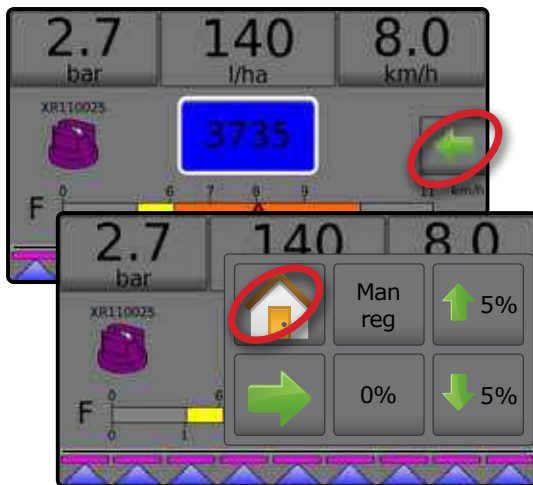 2.7 140 8.0
bar l/ha km/h
XR110025
3735
0 6 7 8 9 11 km/h
F
2.7 140 8.0
bar
XR110025
Man reg
5%
0 6
F
0 1
0%
5%